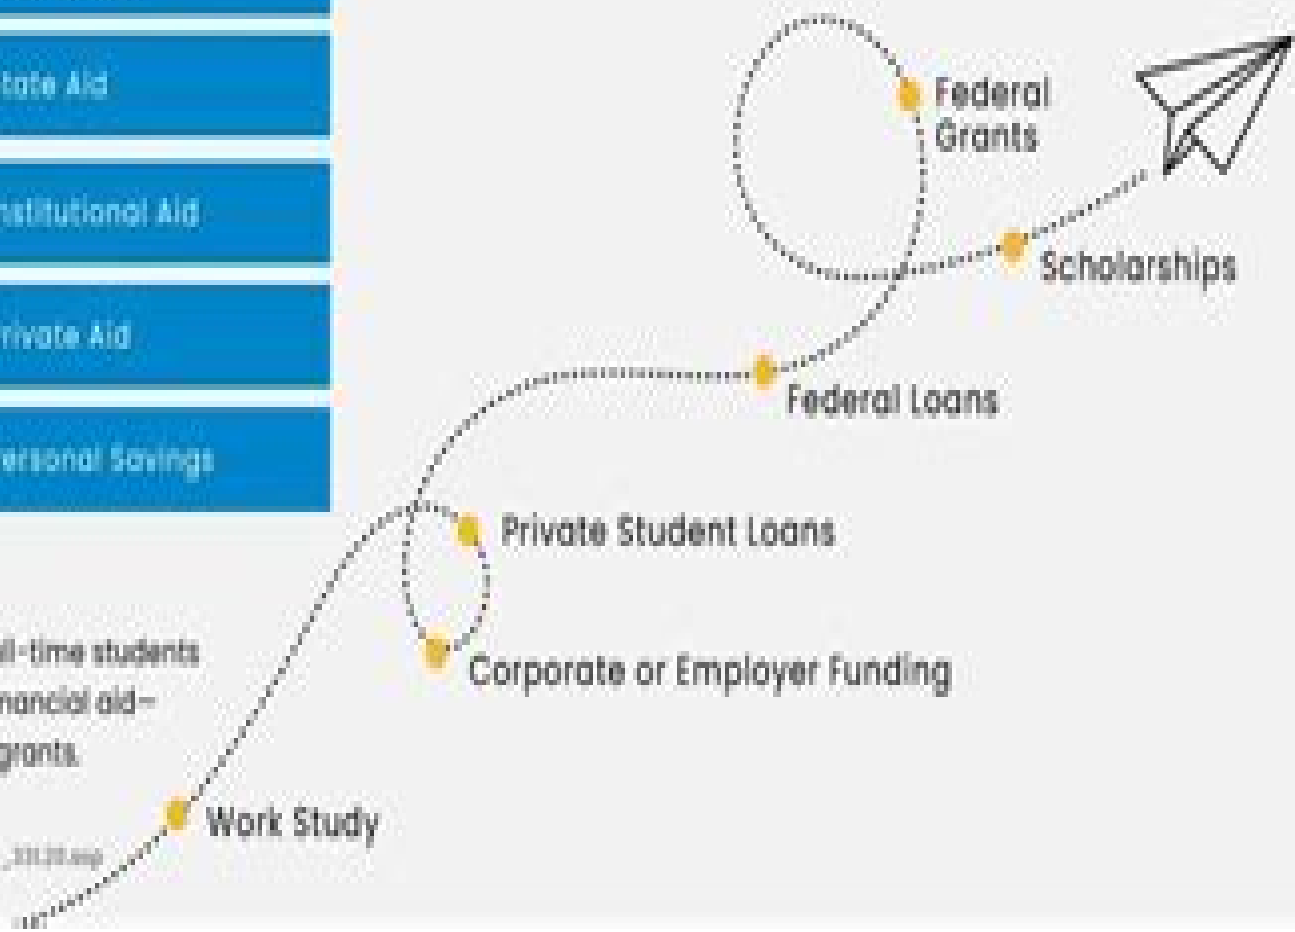 tate Aid
nstitutional Aid
rivate Aid
ersonal Savings
Federal
Grants
Scholarships
Federal Loans
Private Student Loans
Corporate or Employer Funding
ll-time students
nancial aid—
grants.
Work Study